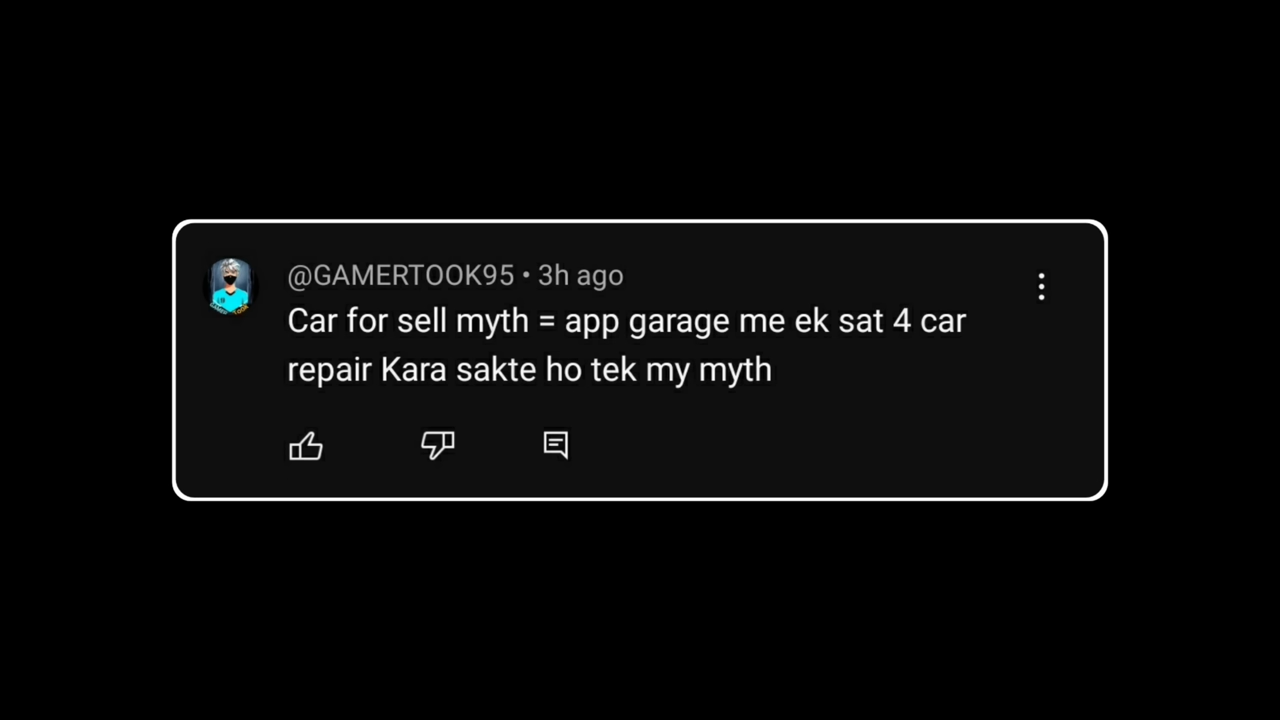 @GAMERTOOK95 • 3h ago
Car for sell myth = app garage me ek sat 4 car
repair Kara sakte ho tek my myth